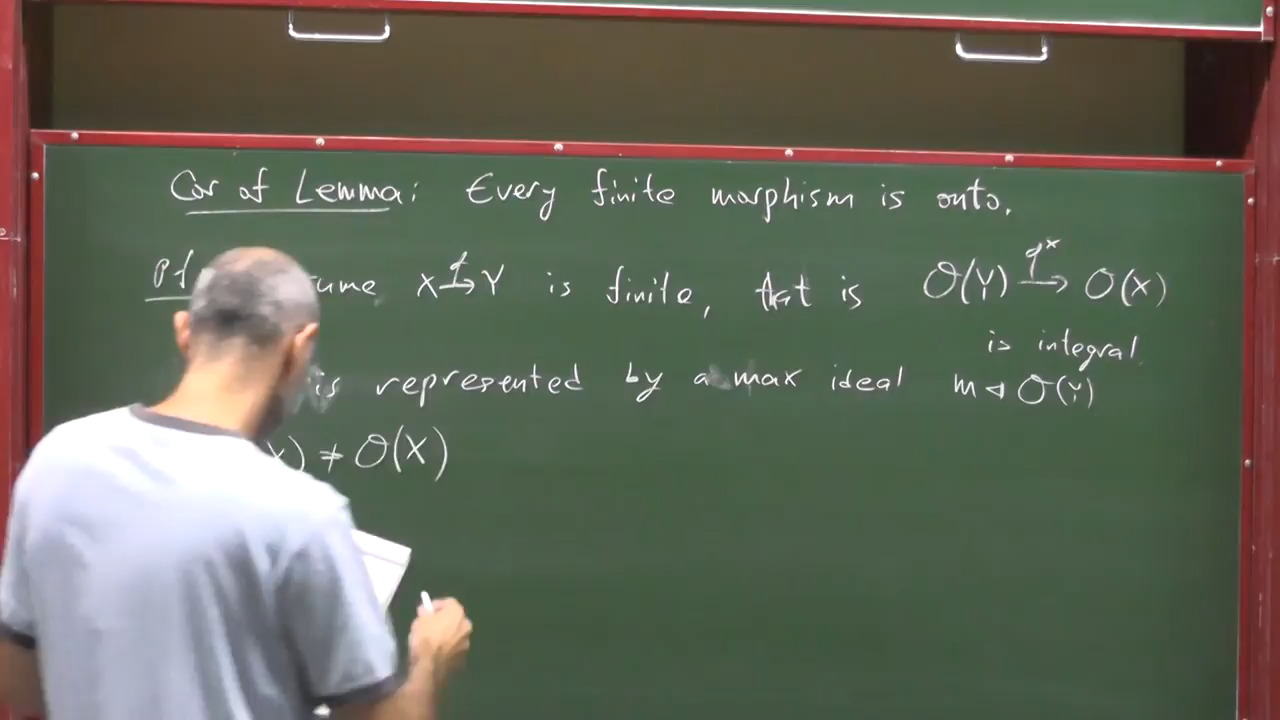 Cor of Lemma: Every finite morphism is onto.
Pf ume X →f Y is finite, that is O(Y) →f* O(X)
is integral.
is represented by a max ideal m ◁ O(Y)
X) ≠ O(X)